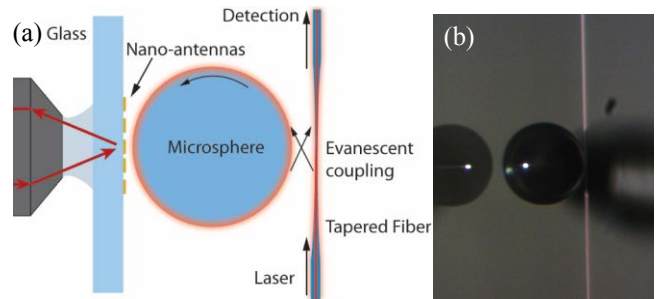 (a)
Glass
Nano-antennas
Detection
Microsphere
Evanescent
coupling
Tapered Fiber
Laser
(b)